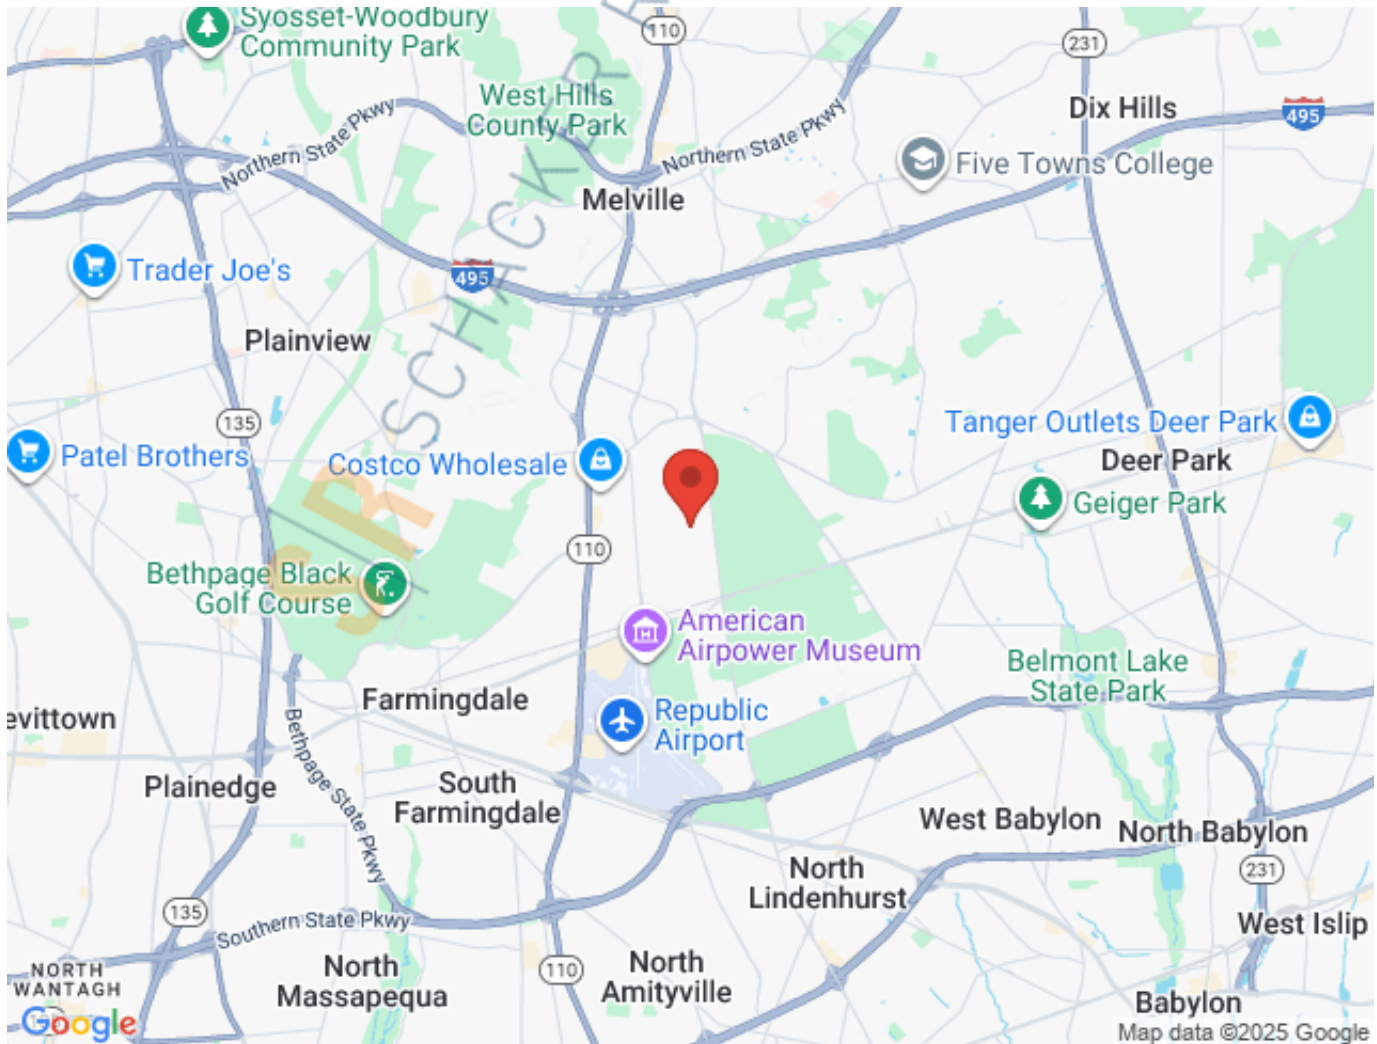 Syosset-Woodbury
Community Park
110
231
West Hills
County Park
Northern State Pkwy
Northern State Pkwy
Dix Hills
495
Five Towns College
Melville
Trader Joe's
495
Plainview
SCHACKER R
135
Tanger Outlets Deer Park
Patel Brothers
Costco Wholesale
Deer Park
Geiger Park
SR
110
Bethpage Black
Golf Course
American
Airpower Museum
Belmont Lake
State Park
Farmingdale
evittown
Republic
Airport
Bethpage State Pkwy
Plainedge
South
Farmingdale
West Babylon
North Babylon
North
Lindenhurst
231
135
Southern State Pkwy
West Islip
NORTH
WANTAGH
North
Massapequa
110
North
Amityville
Babylon
Google
Map data ©2025 Google